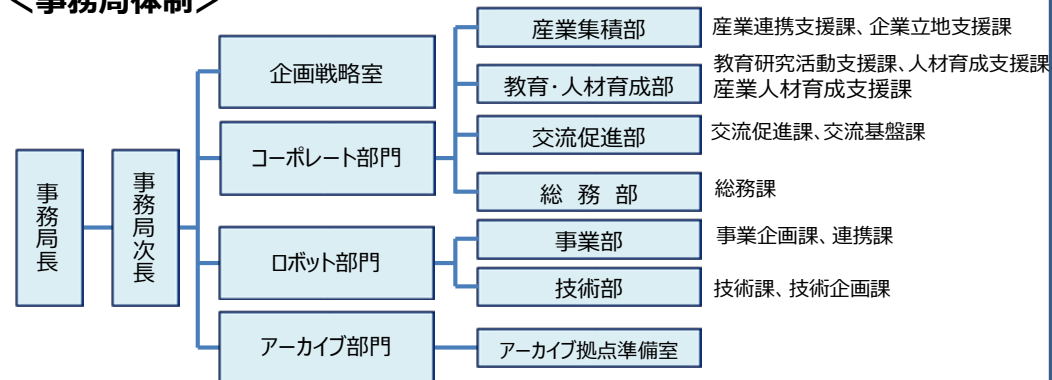 ＜事務局体制＞
事務局長
事務局次長
企画戦略室
コーポレート部門
産業集積部
産業連携支援課、企業立地支援課
教育・人材育成部
教育研究活動支援課、人材育成支援課
産業人材育成支援課
交流促進部
交流促進課、交流基盤課
総 務 部
総務課
ロボット部門
事業部
事業企画課、連携課
技術部
技術課、技術企画課
アーカイブ部門
アーカイブ拠点準備室